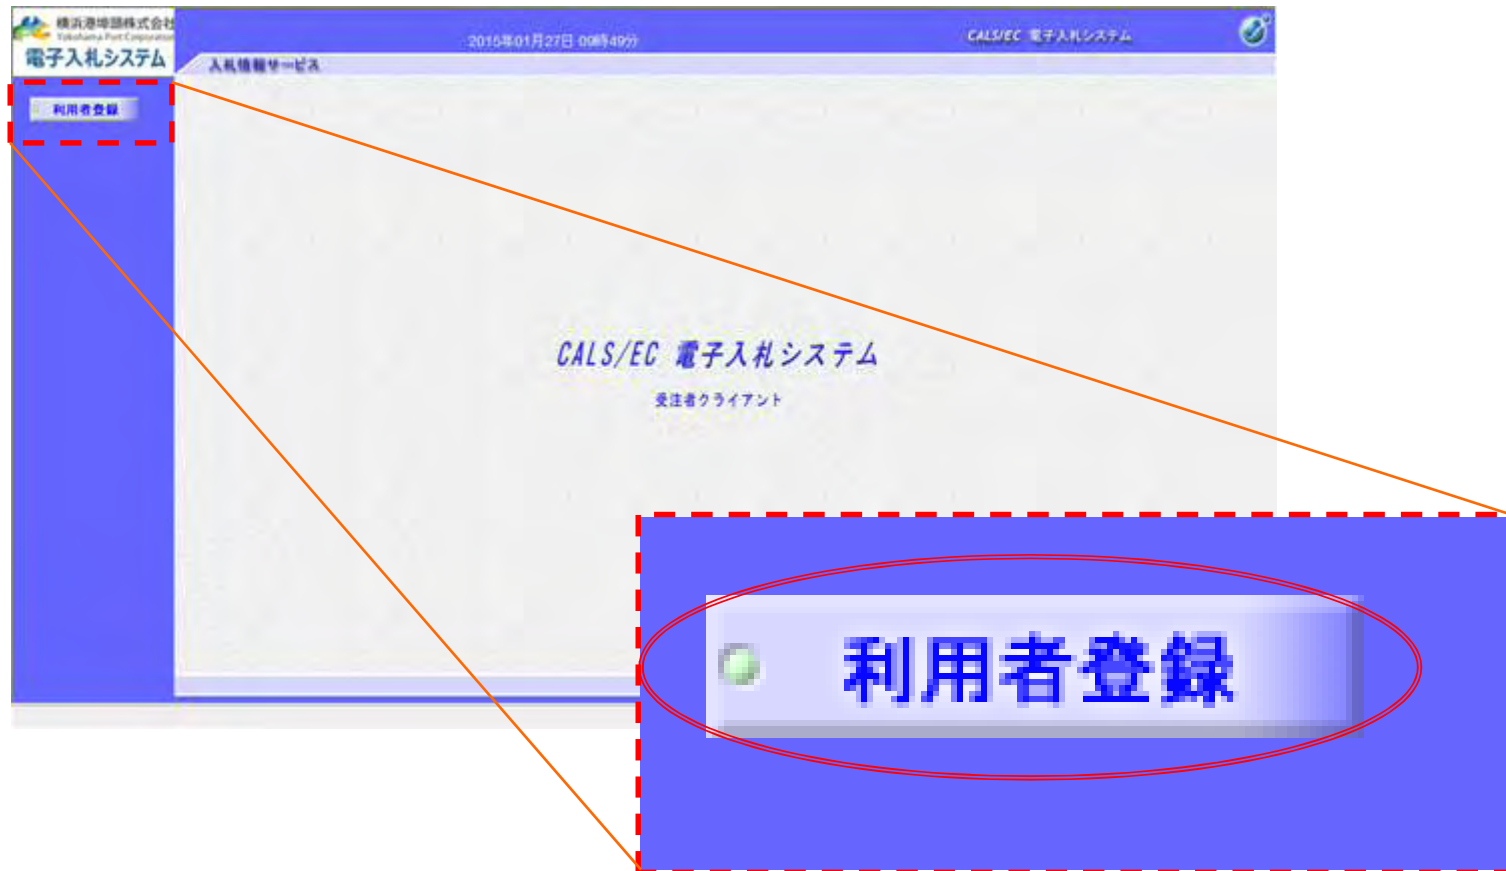 横浜港埠頭株式会社
Yokohama Port Corporation
電子入札システム
2015年01月27日 09時49分
CALS/EC 電子入札システム
入札情報サービス
利用者登録
CALS/EC 電子入札システム
受注者クライアント
利用者登録